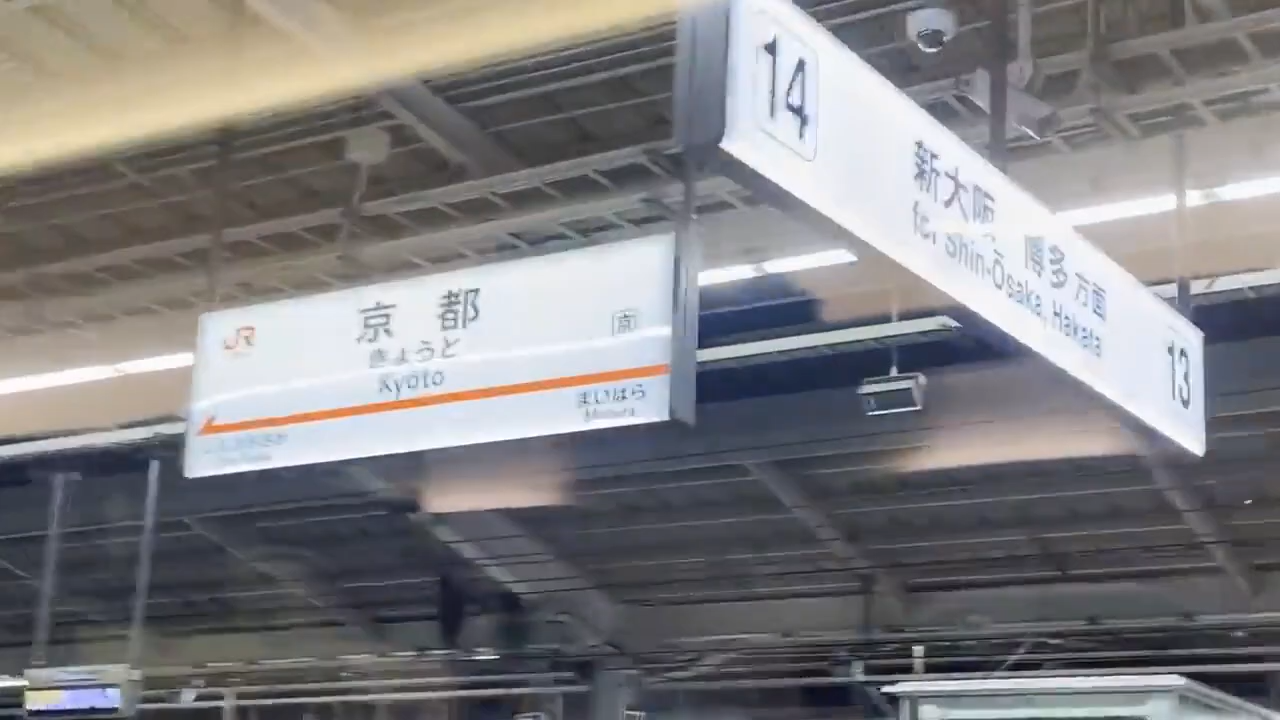 JR
京都
京
きょうと
Kyoto
まいばら
Maibara
14
新大阪、博多方面
for Shin-Ōsaka, Hakata
13